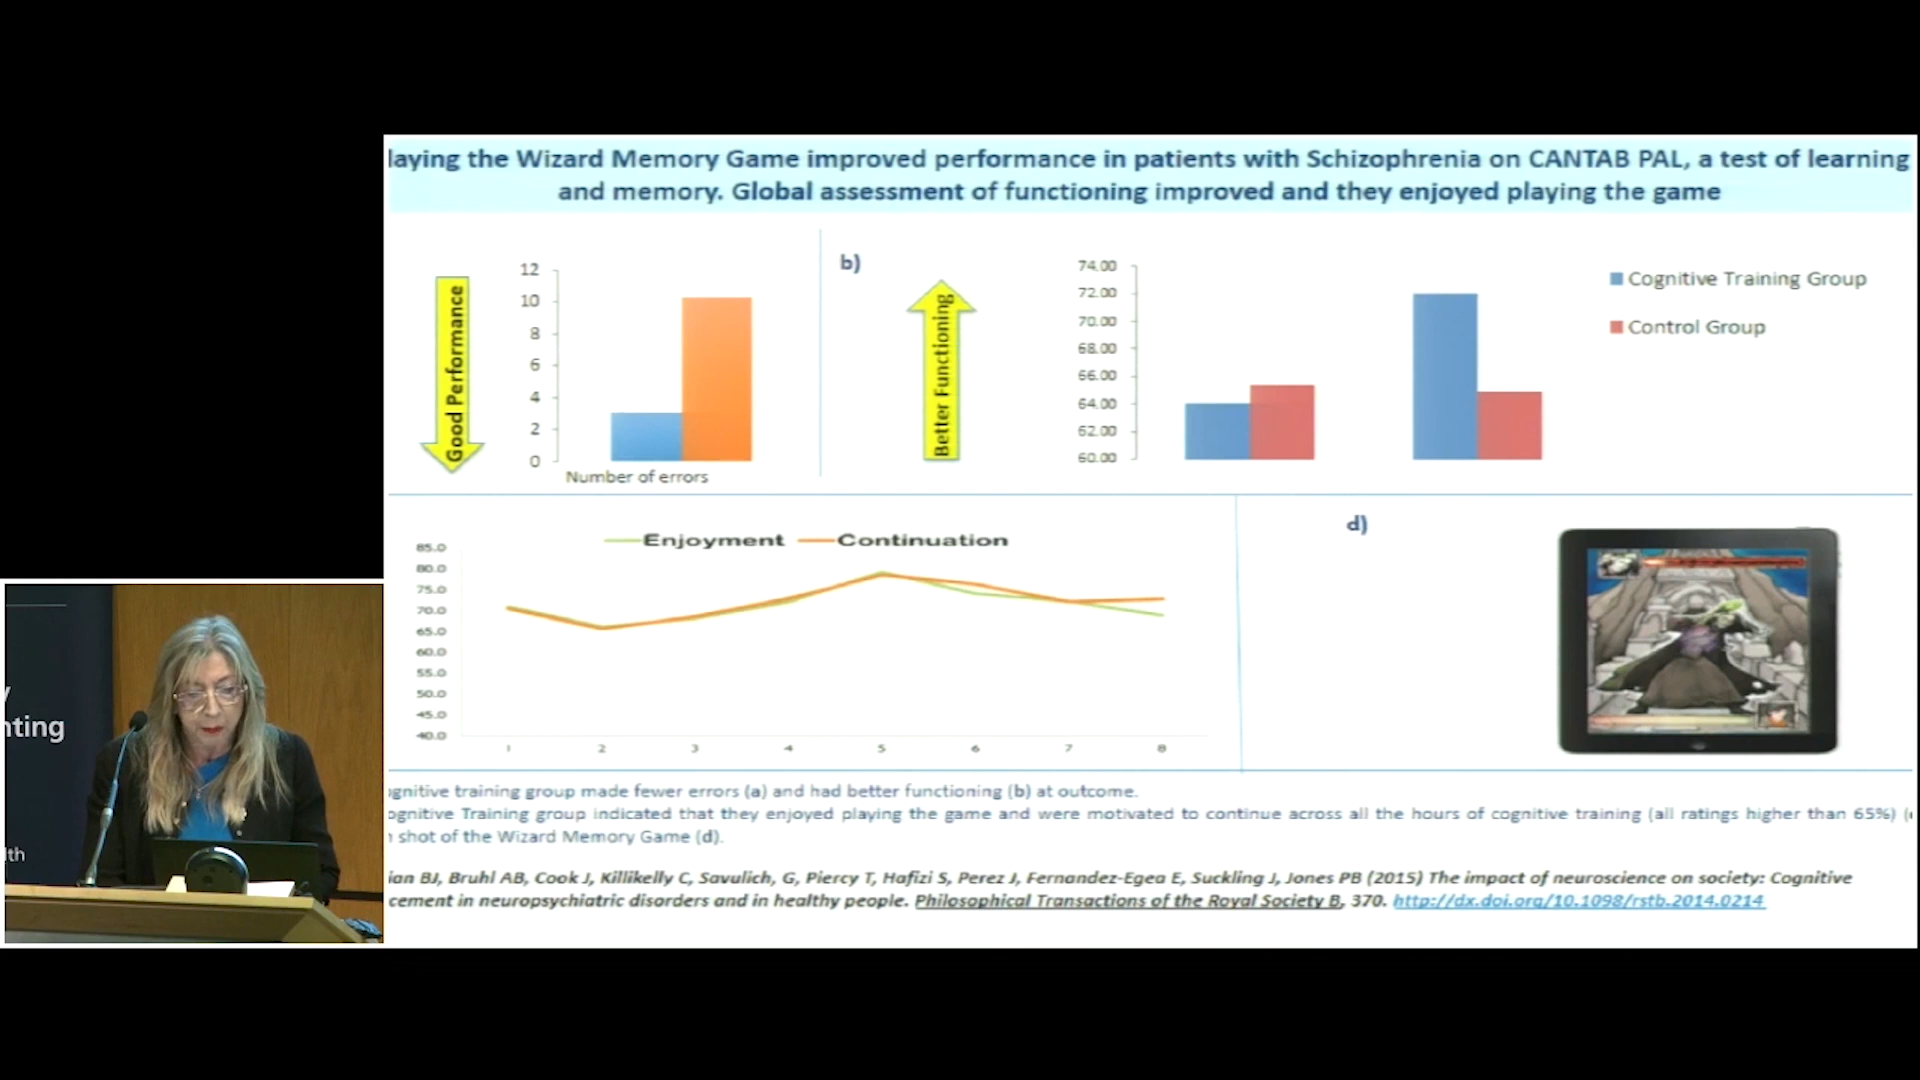 laying the Wizard Memory Game improved performance in patients with Schizophrenia on CANTAB PAL, a test of learning
and memory. Global assessment of functioning improved and they enjoyed playing the game
Good Performance
12
10
8
6
4
2
0
Number of errors
b)
Better Functioning
74.00
72.00
70.00
68.00
66.00
64.00
62.00
60.00
Cognitive Training Group
Control Group
Enjoyment
Continuation
85.0
80.0
75.0
70.0
65.0
60.0
55.0
50.0
45.0
40.0
1 2 3 4 5 6 7 8
d)
gnitive training group made fewer errors (a) and had better functioning (b) at outcome.
ognitive Training group indicated that they enjoyed playing the game and were motivated to continue across all the hours of cognitive training (all ratings higher than 65%) (
shot of the Wizard Memory Game (d).
ian BJ, Bruhl AB, Cook J, Killikelly C, Savulich, G, Piercy T, Hafizi S, Perez J, Fernandez-Egea E, Suckling J, Jones PB (2015) The impact of neuroscience on society: Cognitive
cement in neuropsychiatric disorders and in healthy people. Philosophical Transactions of the Royal Society B, 370. http://dx.doi.org/10.1098/rstb.2014.0214
y
nting
lth